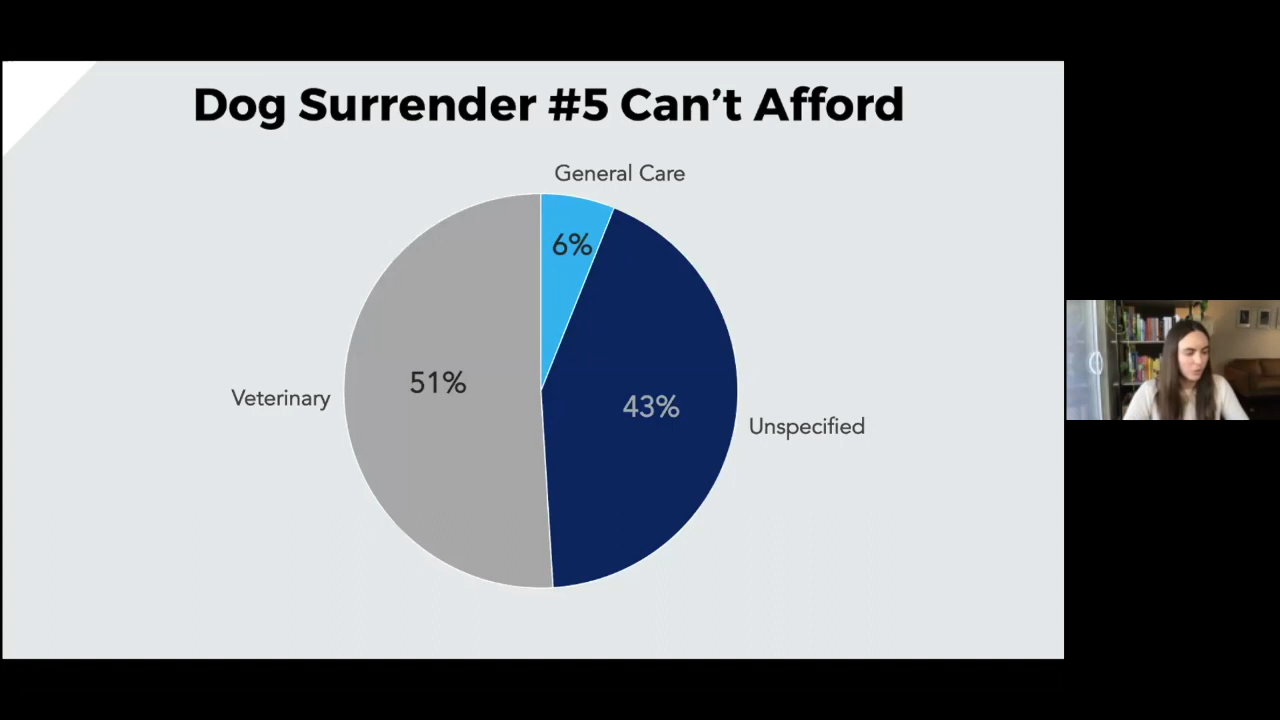 Dog Surrender #5 Can’t Afford
General Care
6%
51%
Veterinary
43%
Unspecified